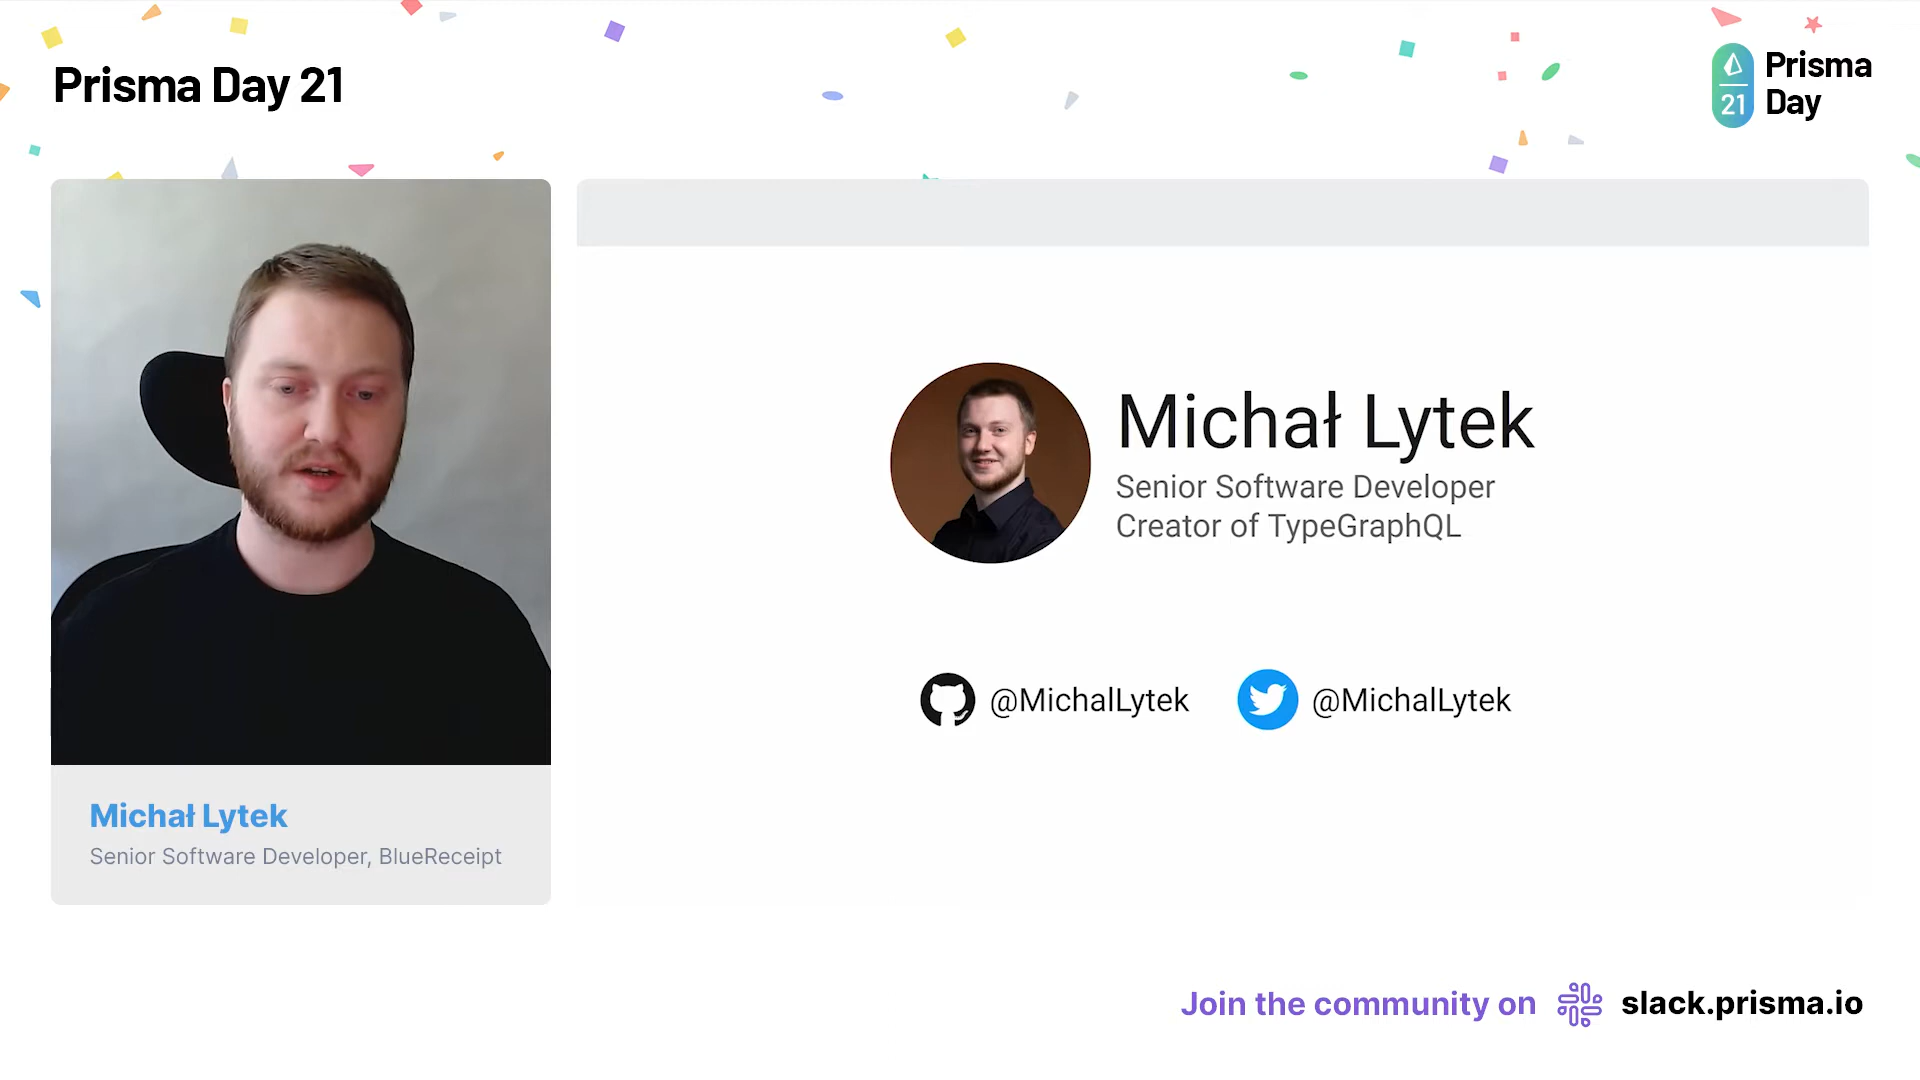 Prisma Day 21
Prisma
Day
21
Michał Lytek
Senior Software Developer
Creator of TypeGraphQL
@MichalLytek
@MichalLytek
Michał Lytek
Senior Software Developer, BlueReceipt
Join the community on slack.prisma.io